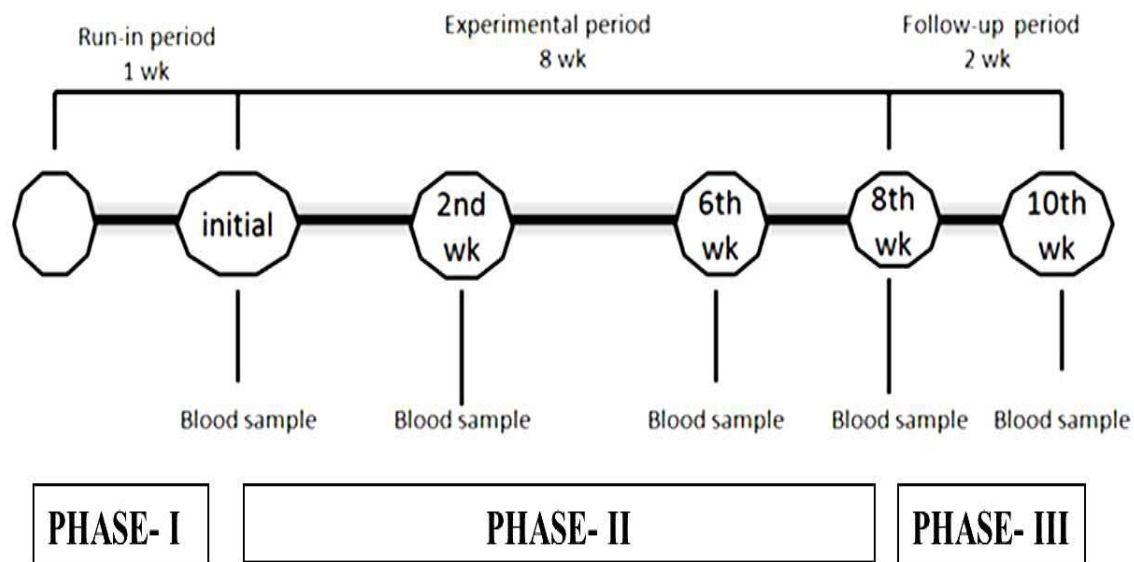 Run-in period
1 wk
Experimental period
8 wk
Follow-up period
2 wk
initial
2nd
wk
6th
wk
8th
wk
10th
wk
Blood sample
Blood sample
Blood sample
Blood sample
Blood sample
PHASE- I
PHASE- II
PHASE- III